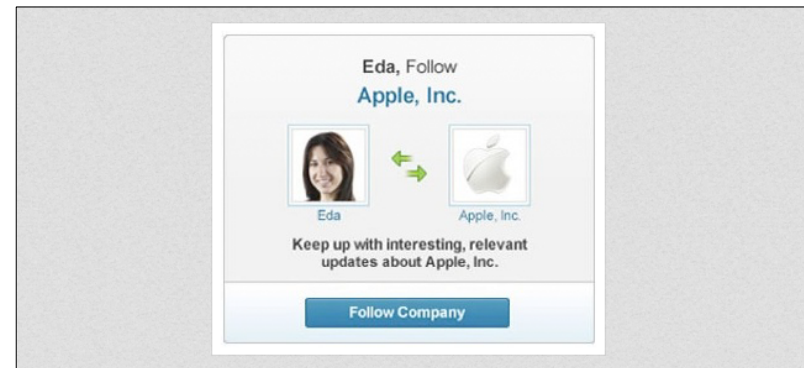 Eda, Follow
Apple, Inc.
Eda
Apple, Inc.
Keep up with interesting, relevant
updates about Apple, Inc.
Follow Company